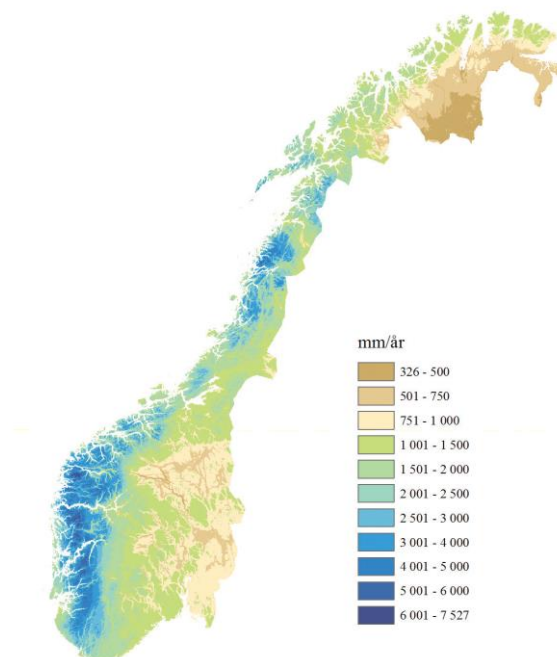 mm/år
326 - 500
501 - 750
751 - 1 000
1 001 - 1 500
1 501 - 2 000
2 001 - 2 500
2 501 - 3 000
3 001 - 4 000
4 001 - 5 000
5 001 - 6 000
6 001 - 7 527